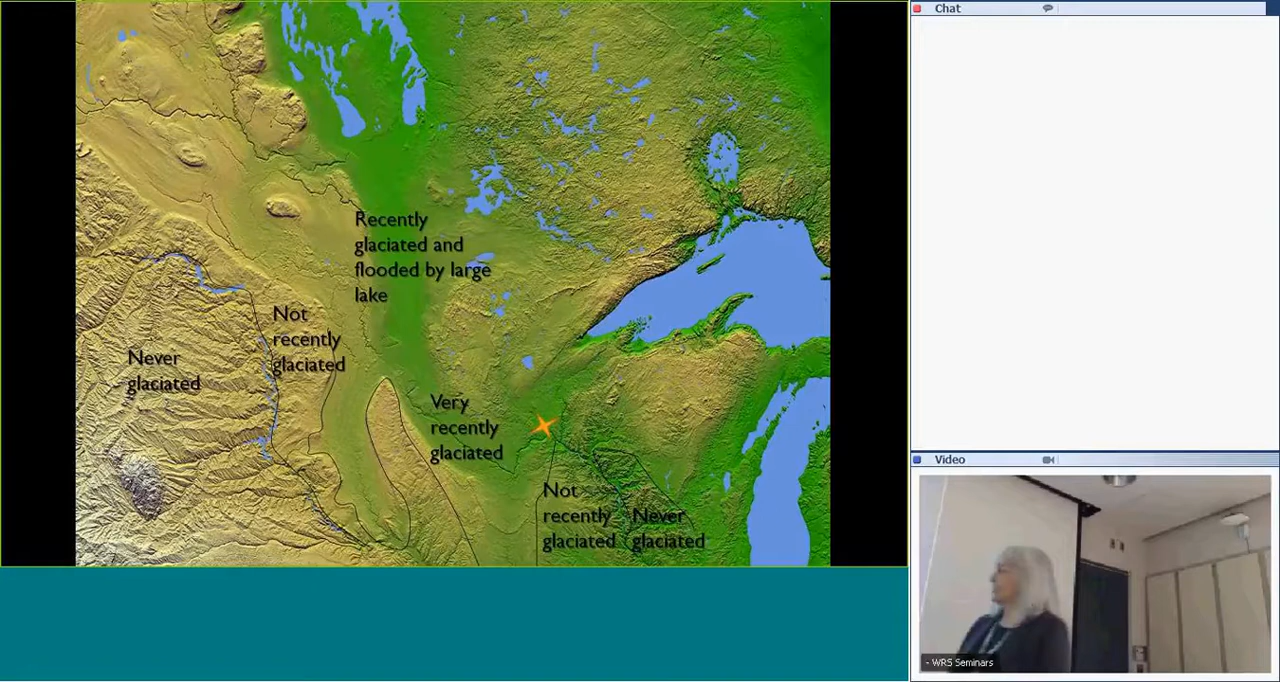 Chat
Recently
glaciated and
flooded by large
lake
Not
recently
glaciated
Never
glaciated
Very
recently
glaciated
Not
recently
glaciated
Never
glaciated
Video
- WRS Seminars